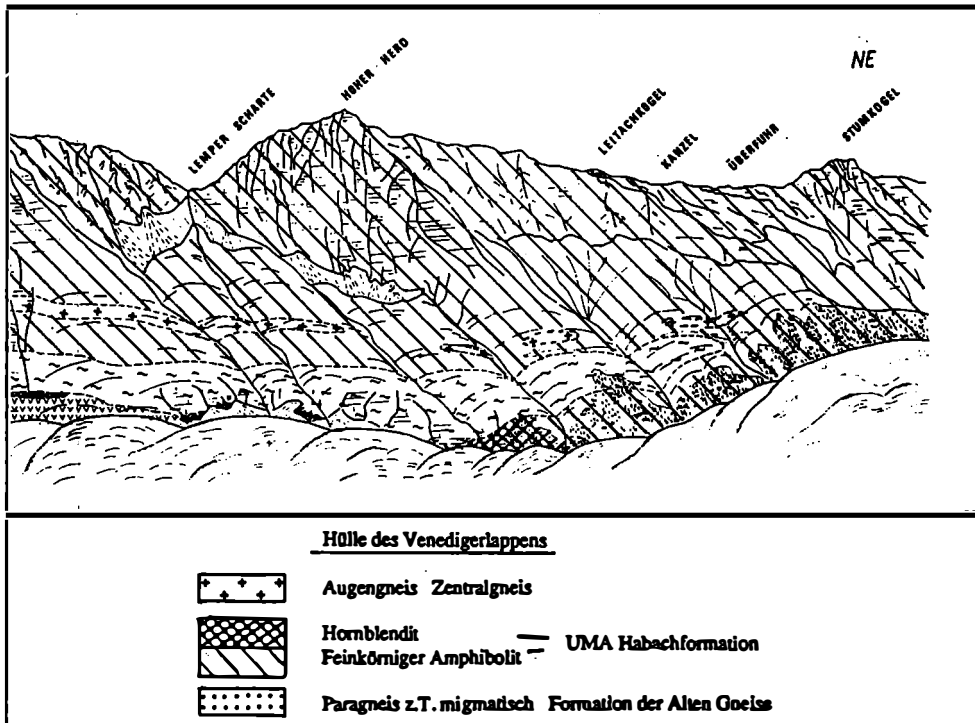 NE
LEMPER SCHARTE
HOHER HERD
LEITACHKOGEL
KANZEL
ÜBERFUHR
STUMKOGEL
Hülle des Venedigerlappens
Augengneis Zentralgneis
Hornblendit
Feinkörniger Amphibolit UMA Habachformation
Paragneis z.T. migmatisch Formation der Alten Gneise